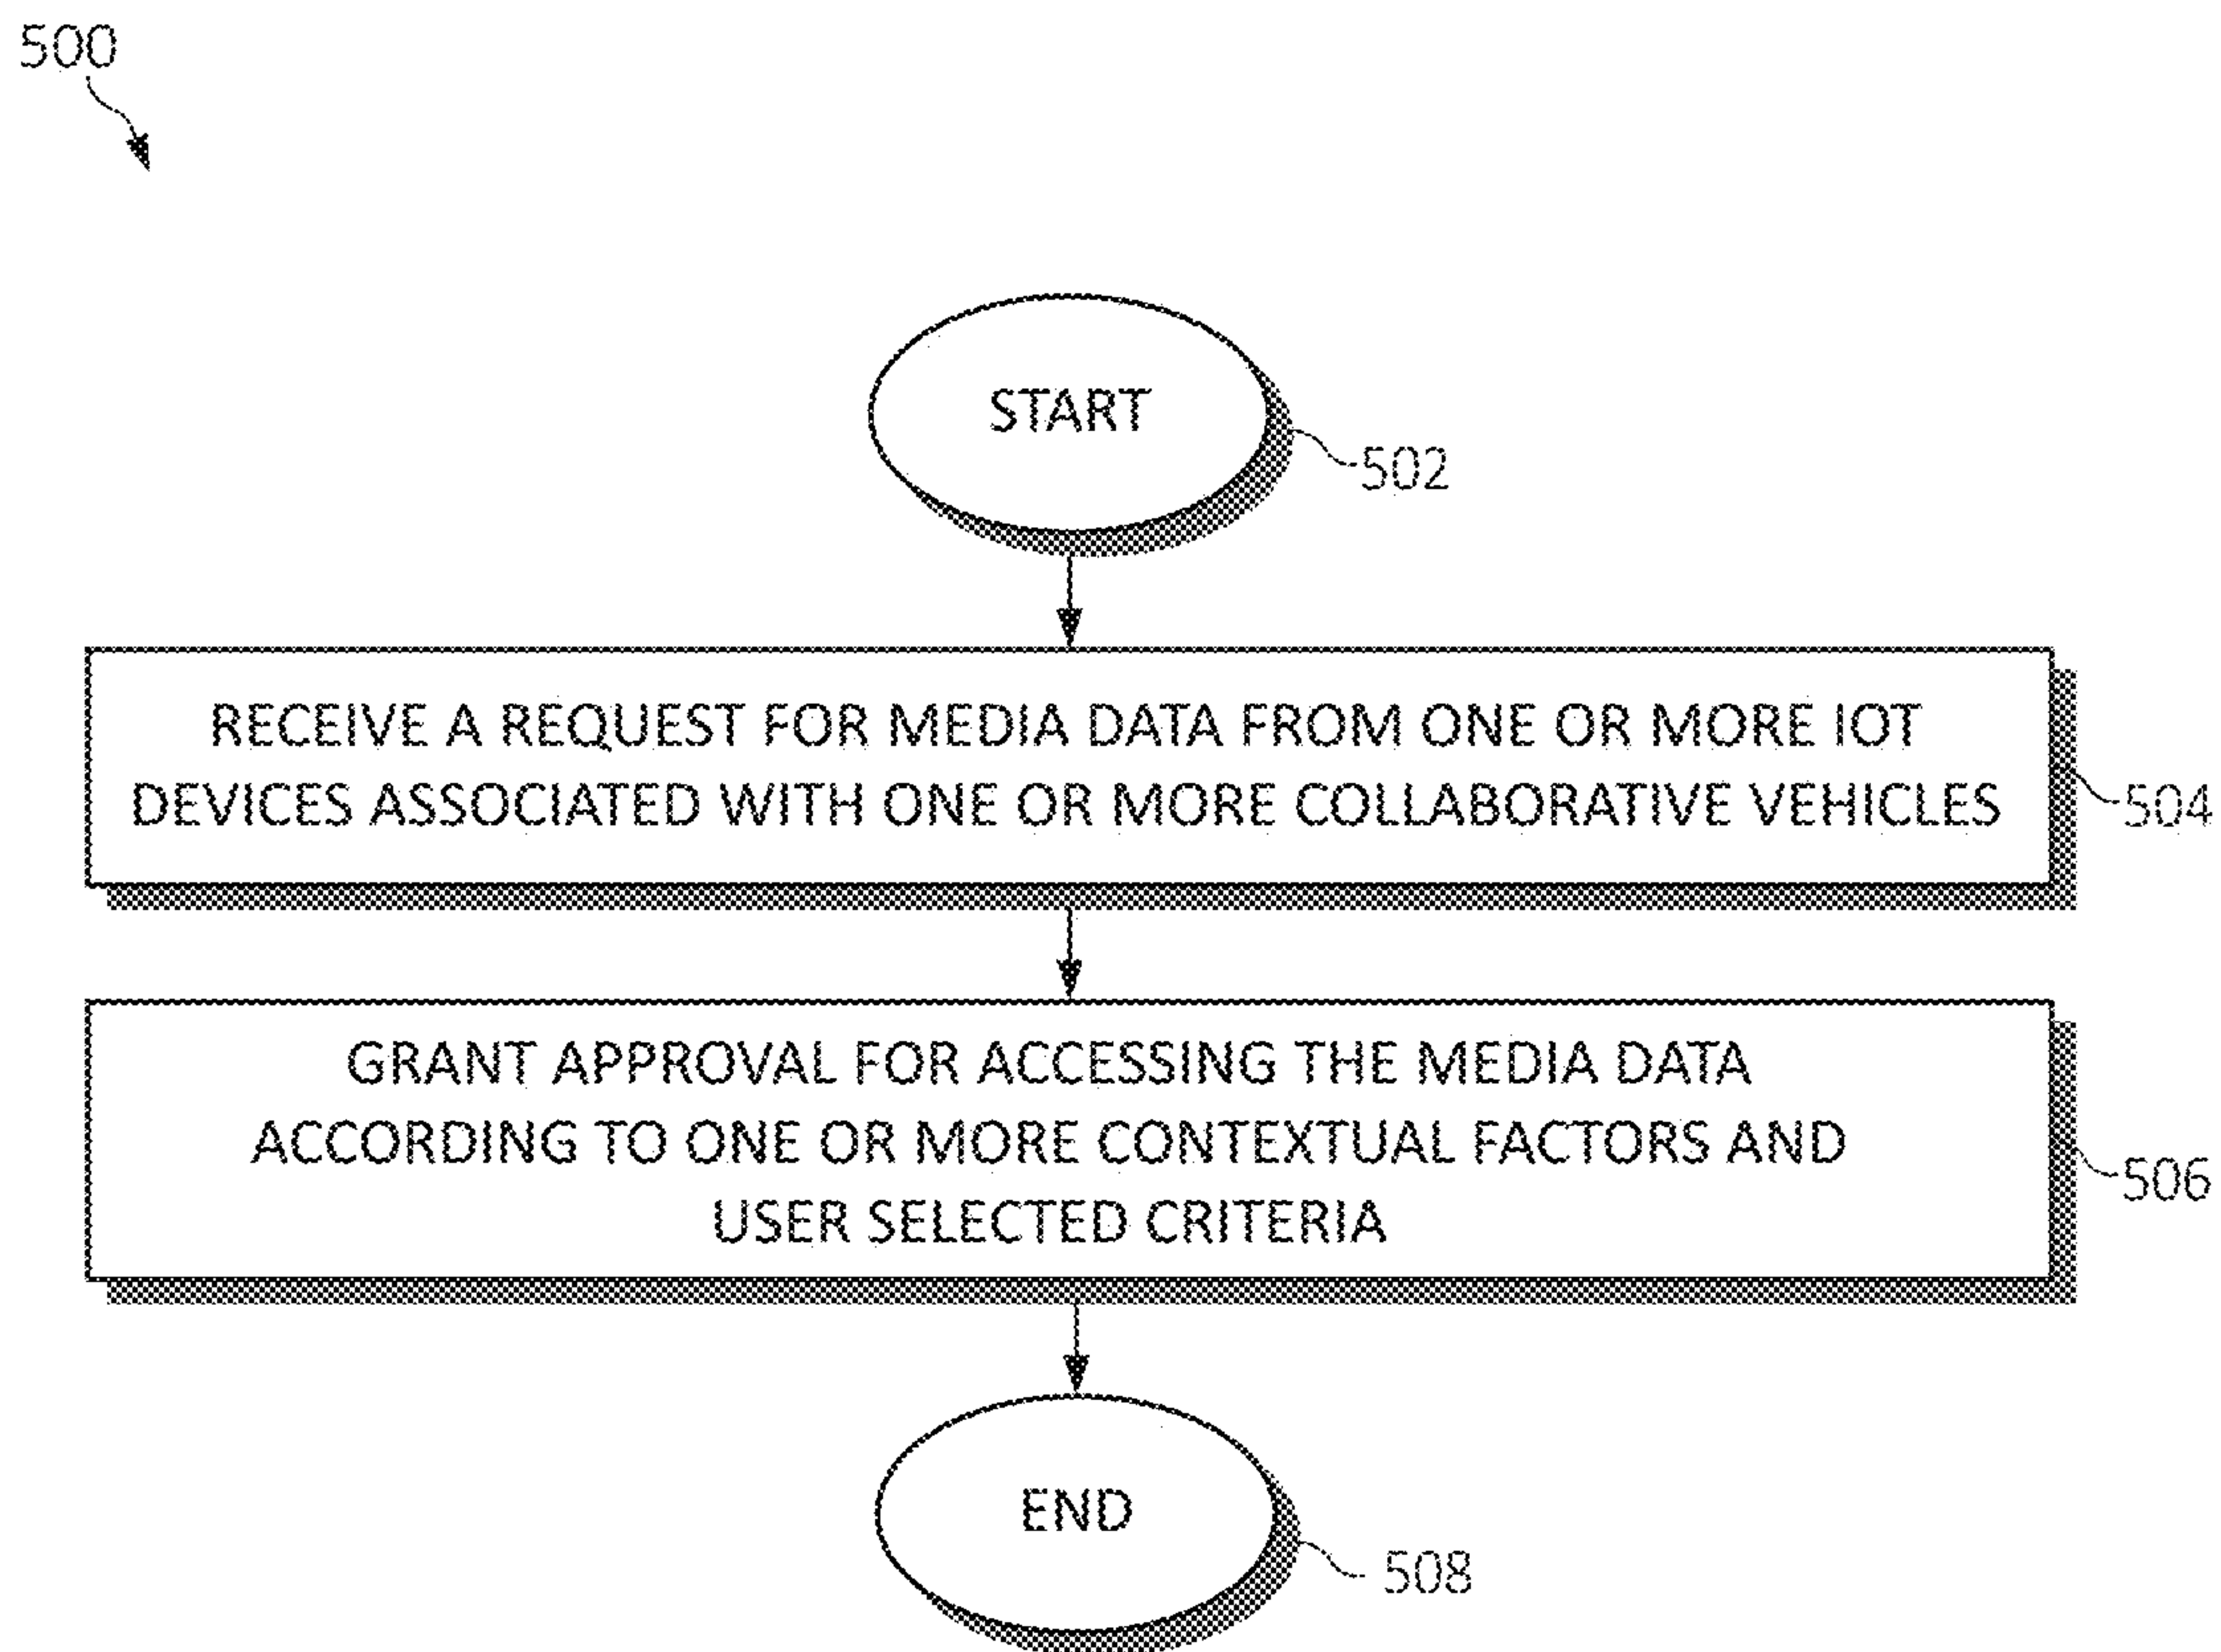 500
START
502
RECEIVE A REQUEST FOR MEDIA DATA FROM ONE OR MORE IOT
DEVICES ASSOCIATED WITH ONE OR MORE COLLABORATIVE VEHICLES
504
GRANT APPROVAL FOR ACCESSING THE MEDIA DATA
ACCORDING TO ONE OR MORE CONTEXTUAL FACTORS AND
USER SELECTED CRITERIA
506
END
508